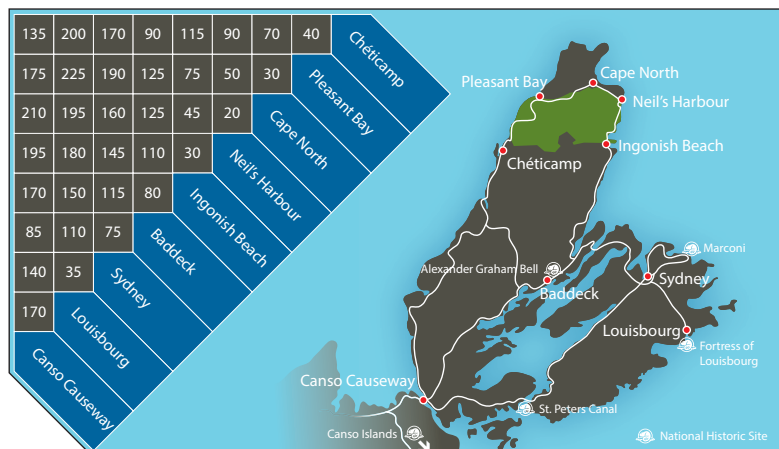 135 200 170 90 115 90 70 40 Chéticamp
175 225 190 125 75 50 30 Pleasant Bay
210 195 160 125 45 20 Cape North
195 180 145 110 30 Neil's Harbour
170 150 115 80 Ingonish Beach
85 110 75 Baddeck
140 35 Sydney
170 Louisbourg
Canso Causeway
Cape North
Pleasant Bay
Neil's Harbour
Ingonish Beach
Chéticamp
Marconi
Alexander Graham Bell
Sydney
Baddeck
Louisbourg
Fortress of
Louisbourg
Canso Causeway
St. Peters Canal
Canso Islands
National Historic Site